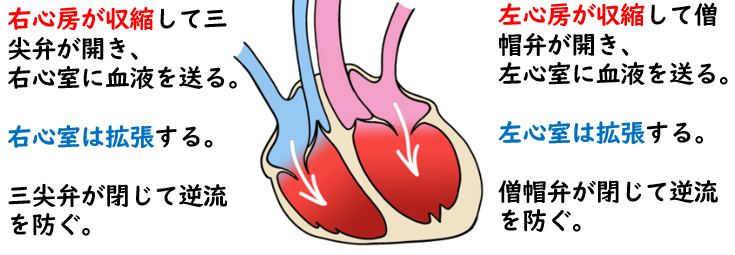 右心房が収縮して三
尖弁が開き、
右心室に血液を送る。
右心室は拡張する。
三尖弁が閉じて逆流
を防ぐ。
左心房が収縮して僧
帽弁が開き、
左心室に血液を送る。
左心室は拡張する。
僧帽弁が閉じて逆流
を防ぐ。